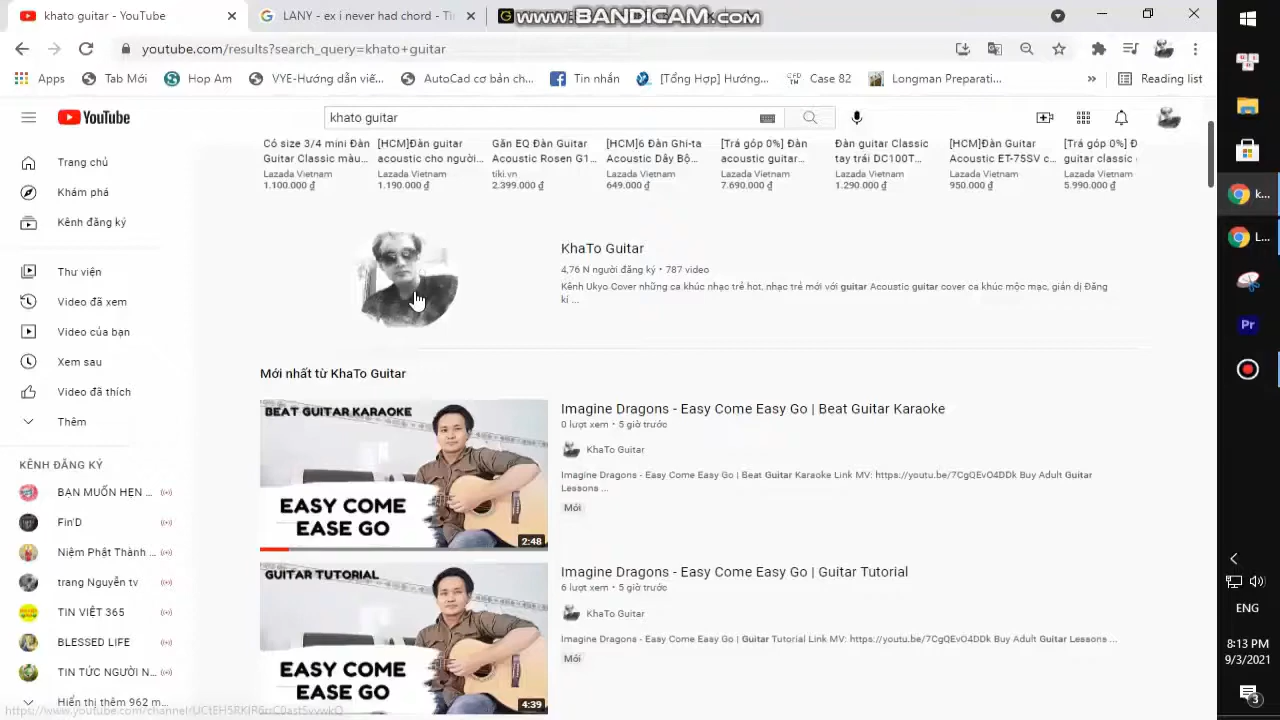 khato guitar - YouTube
LANY - ex i never had chord - Ti
www.BANDICAM.com
youtube.com/results?search_query=khato+guitar
Apps
Tab Mới
Hop Am
VYE-Hướng dẫn viê...
AutoCad cơ bản ch...
Tin nhắn
[Tổng Hợp] Hướng...
Case 82
Longman Preparati...
»
Reading list
YouTube
khato guitar
Có size 3/4 mini Đàn
Guitar Classic màu...
Lazada Vietnam
1.100.000 ₫
[HCM]Đàn guitar
acoustic cho người...
Lazada Vietnam
1.190.000 ₫
Gắn EQ Đàn Guitar
Acoustic Rosen G1...
tiki.vn
2.399.000 ₫
[HCM]6 Đàn Ghi-ta
Acoustic Dây Bộ...
Lazada Vietnam
649.000 ₫
[Trả góp 0%] Đàn
acoustic guitar...
Lazada Vietnam
7.690.000 ₫
Đàn guitar Classic
tay trái DC100T...
Lazada Vietnam
1.290.000 ₫
[HCM]Đàn Guitar
Acoustic ET-75SV c...
Lazada Vietnam
950.000 ₫
[Trả góp 0%] Đ
guitar classic
Lazada Vietnam
5.990.000 ₫
Trang chủ
Khám phá
Kênh đăng ký
Thư viện
Video đã xem
Video của bạn
Xem sau
Video đã thích
Thêm
KÊNH ĐĂNG KÝ
BẠN MUỐN HẸN ...
Fin'D
Niệm Phật Thành ...
trang Nguyễn tv
TIN VIỆT 365
BLESSED LIFE
TIN TỨC NGƯỜI N...
Hiển thị thêm 962 m...
KhaTo Guitar
4,76 N người đăng ký • 787 video
Kênh Ukyo Cover những ca khúc nhạc trẻ hot, nhạc trẻ mới với guitar Acoustic guitar cover ca khúc mộc mạc, giản dị Đăng
kí ...
Mới nhất từ KhaTo Guitar
BEAT GUITAR KARAOKE
EASY COME
EASE GO
2:48
Imagine Dragons - Easy Come Easy Go | Beat Guitar Karaoke
0 lượt xem • 5 giờ trước
KhaTo Guitar
Imagine Dragons - Easy Come Easy Go | Beat Guitar Karaoke Link MV: https://youtu.be/7CgQEvO4DDk Buy Adult Guitar
Lessons ...
Mới
GUITAR TUTORIAL
EASY COME
EASE GO
4:39
Imagine Dragons - Easy Come Easy Go | Guitar Tutorial
6 lượt xem • 5 giờ trước
KhaTo Guitar
Imagine Dragons - Easy Come Easy Go | Guitar Tutorial Link MV: https://youtu.be/7CgQEvO4DDk Buy Adult Guitar Lessons ...
Mới
k...
L...
Pr
ENG
8:13 PM
9/3/2021
3